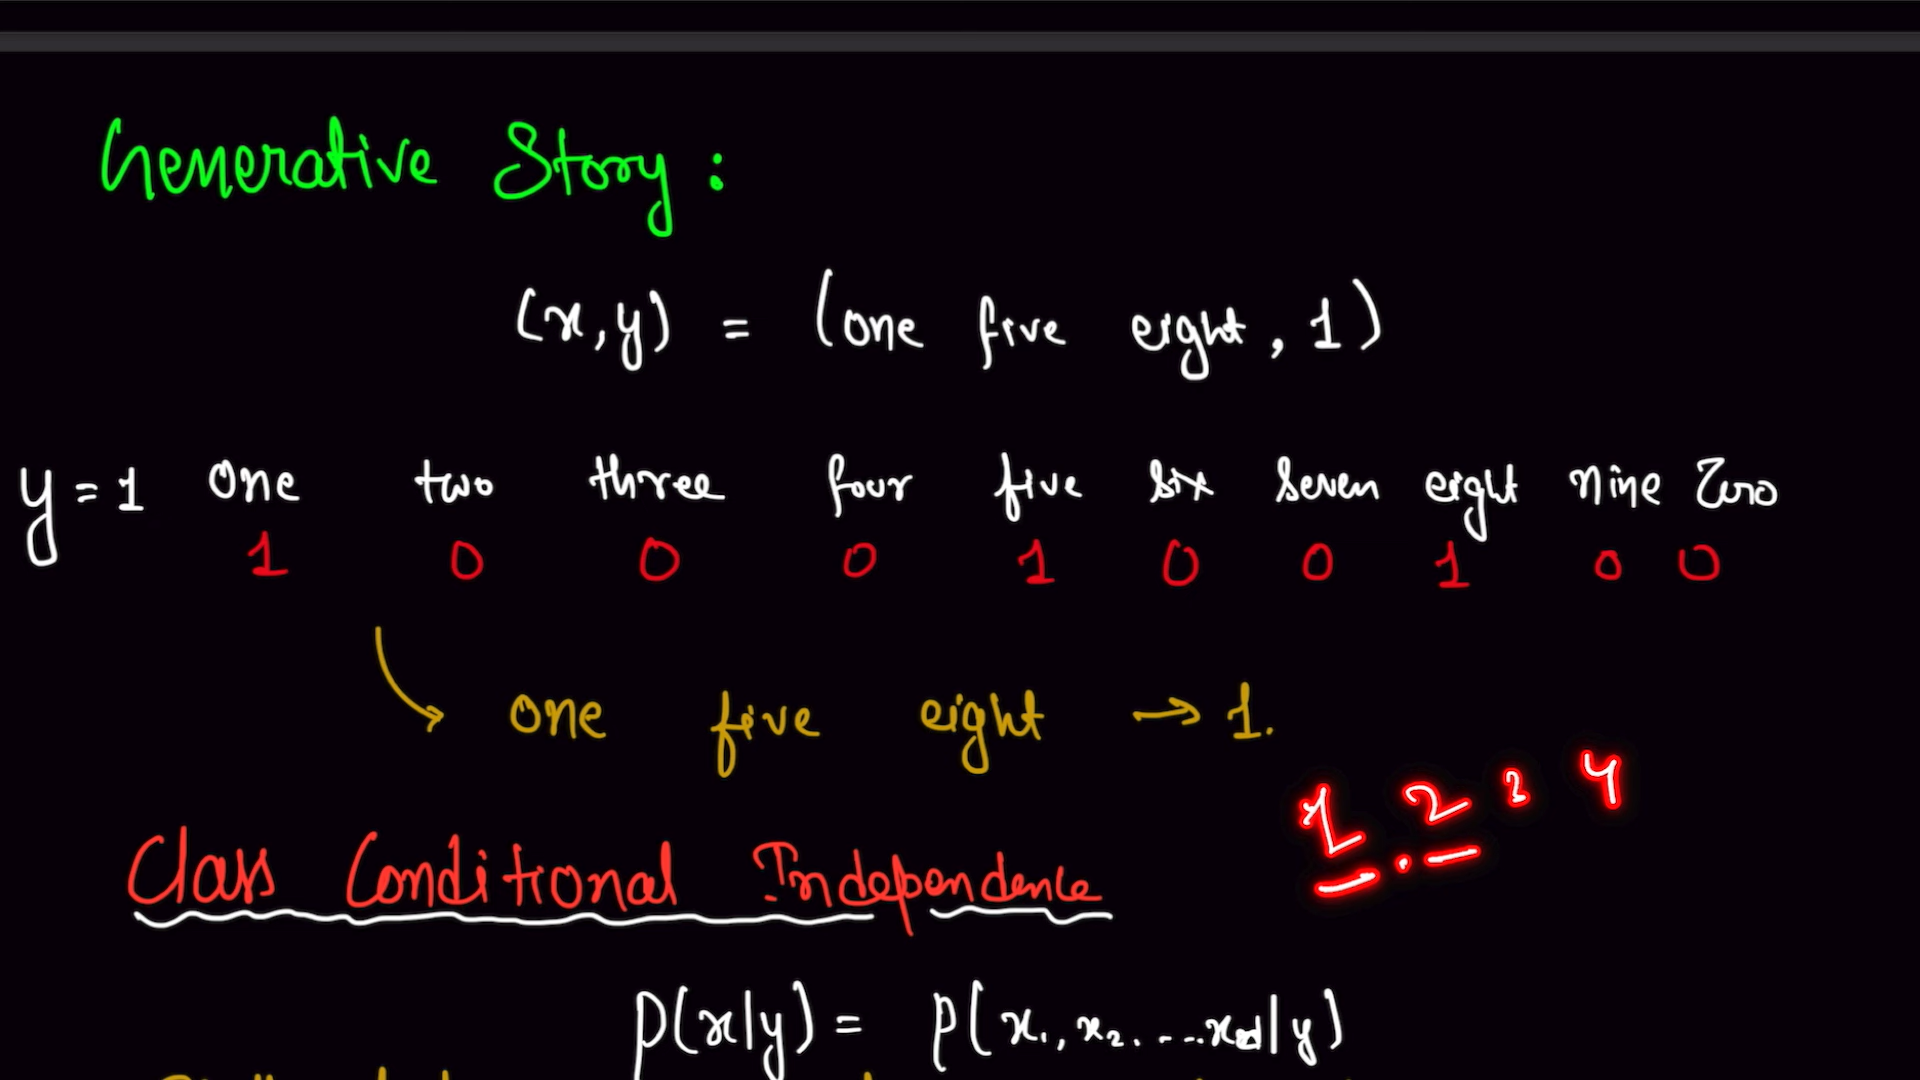 Generative Story :
(x, y) = (one five eight, 1)
y = 1 one two three four five six seven eight nine zero
1 0 0 0 1 0 0 1 0 0
one five eight → 1.
1 . 2 3 4
Class Conditional Independence
p(x|y) = p(x₁, x₂, ... x_d|y)